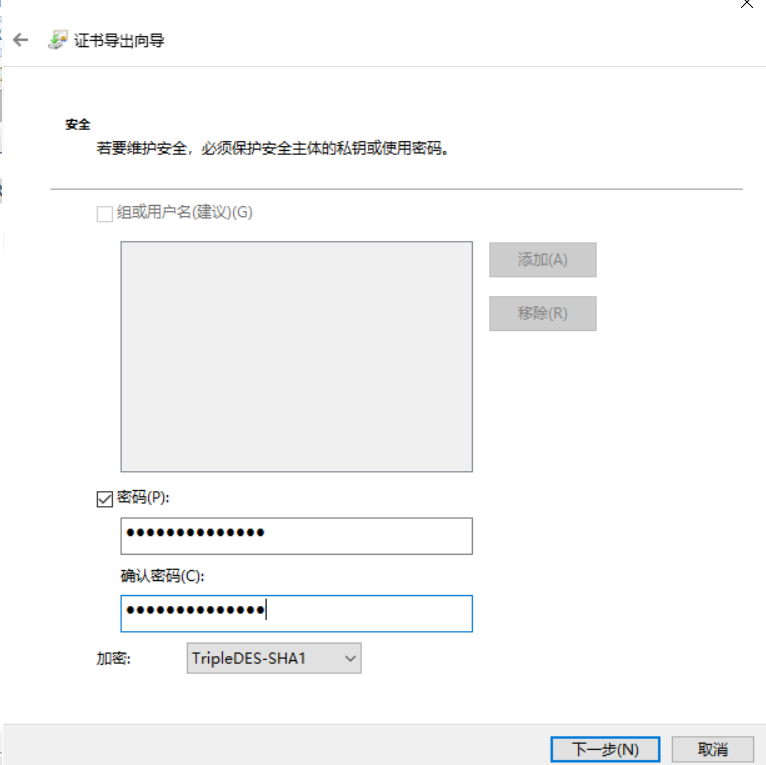 证书导出向导
安全
若要维护安全，必须保护安全主体的私钥或使用密码。
组或用户名(建议)(G)
添加(A)
移除(R)
密码(P):
●●●●●●●●●●●●●●
确认密码(C):
●●●●●●●●●●●●●●
加密: TripleDES-SHA1
下一步(N) 取消